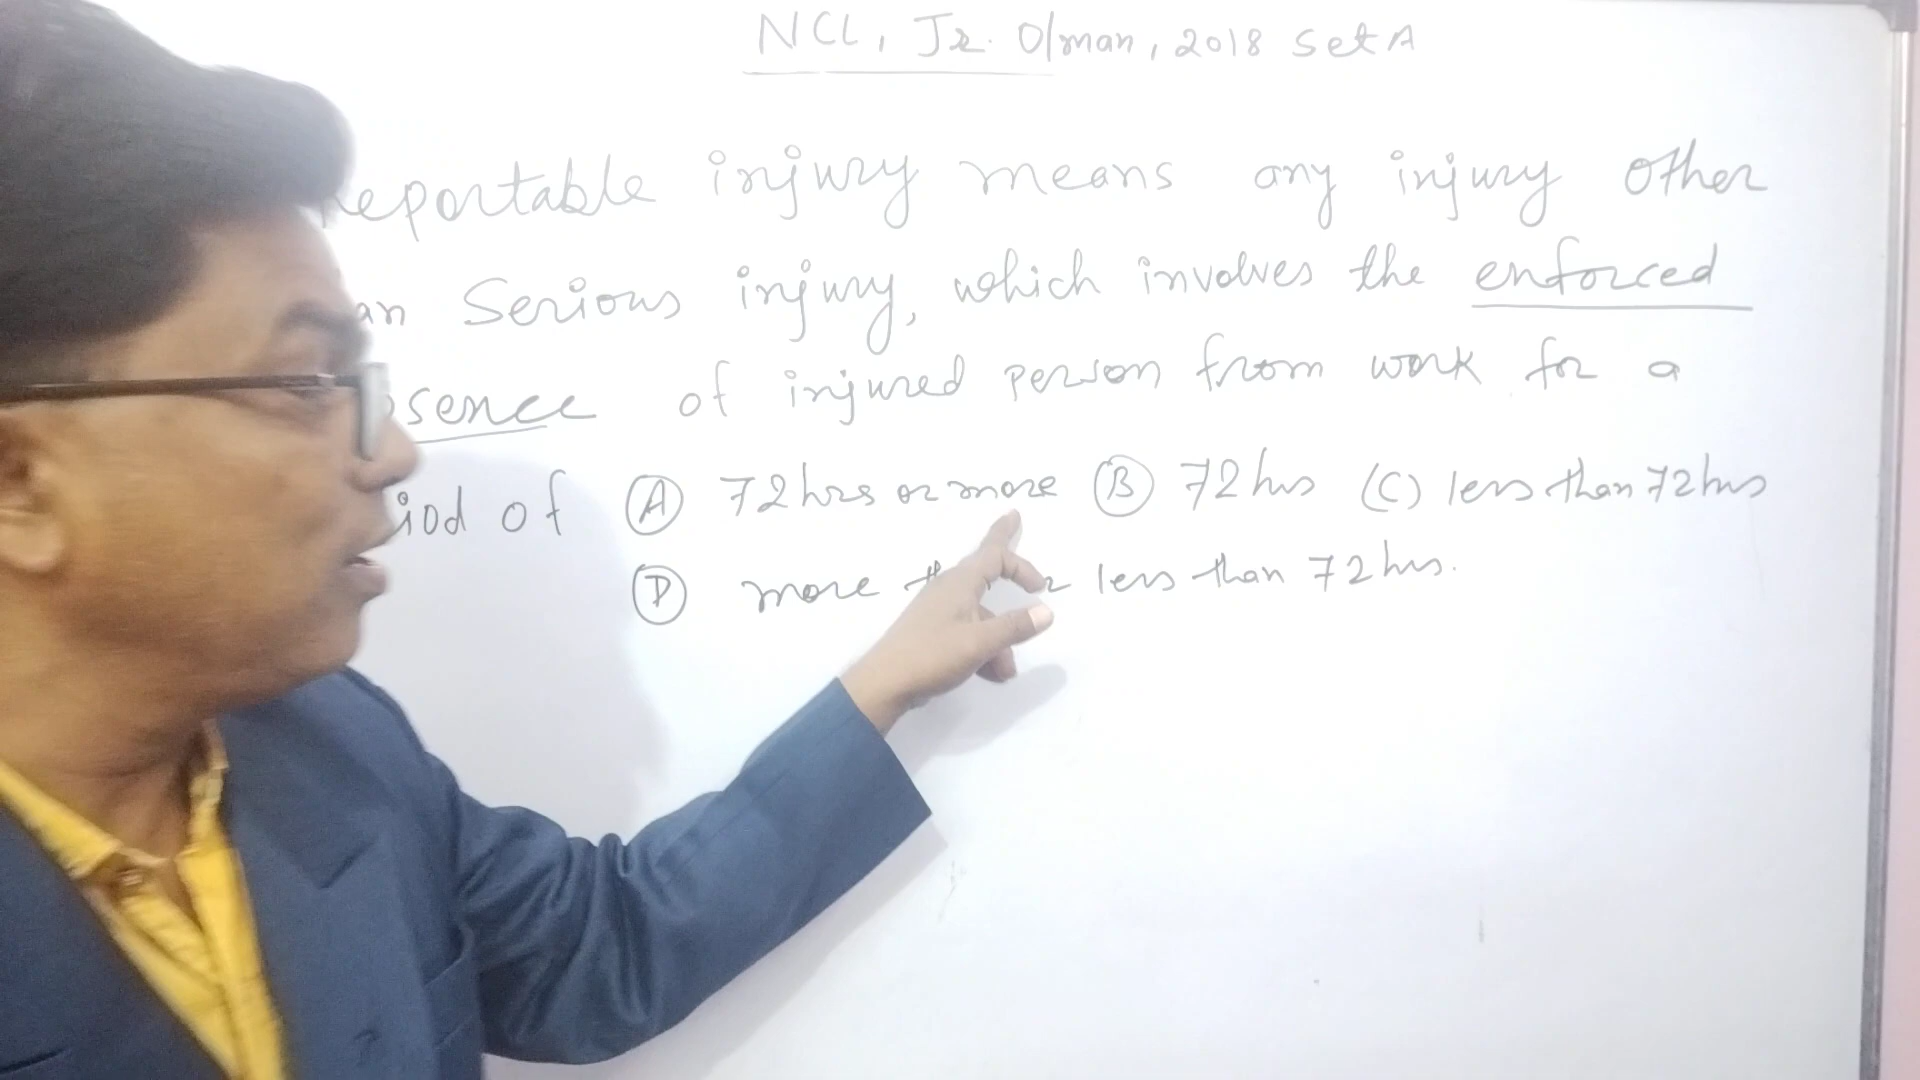 NCL, Jr. O/man, 2018 Set A
Reportable injury means any injury other
an Serious injury, which involves the enforced
sence of injured person from work for a
iod of (A) 72 hrs or more (B) 72 hrs (C) less than 72 hrs
(D) more less than 72 hrs.